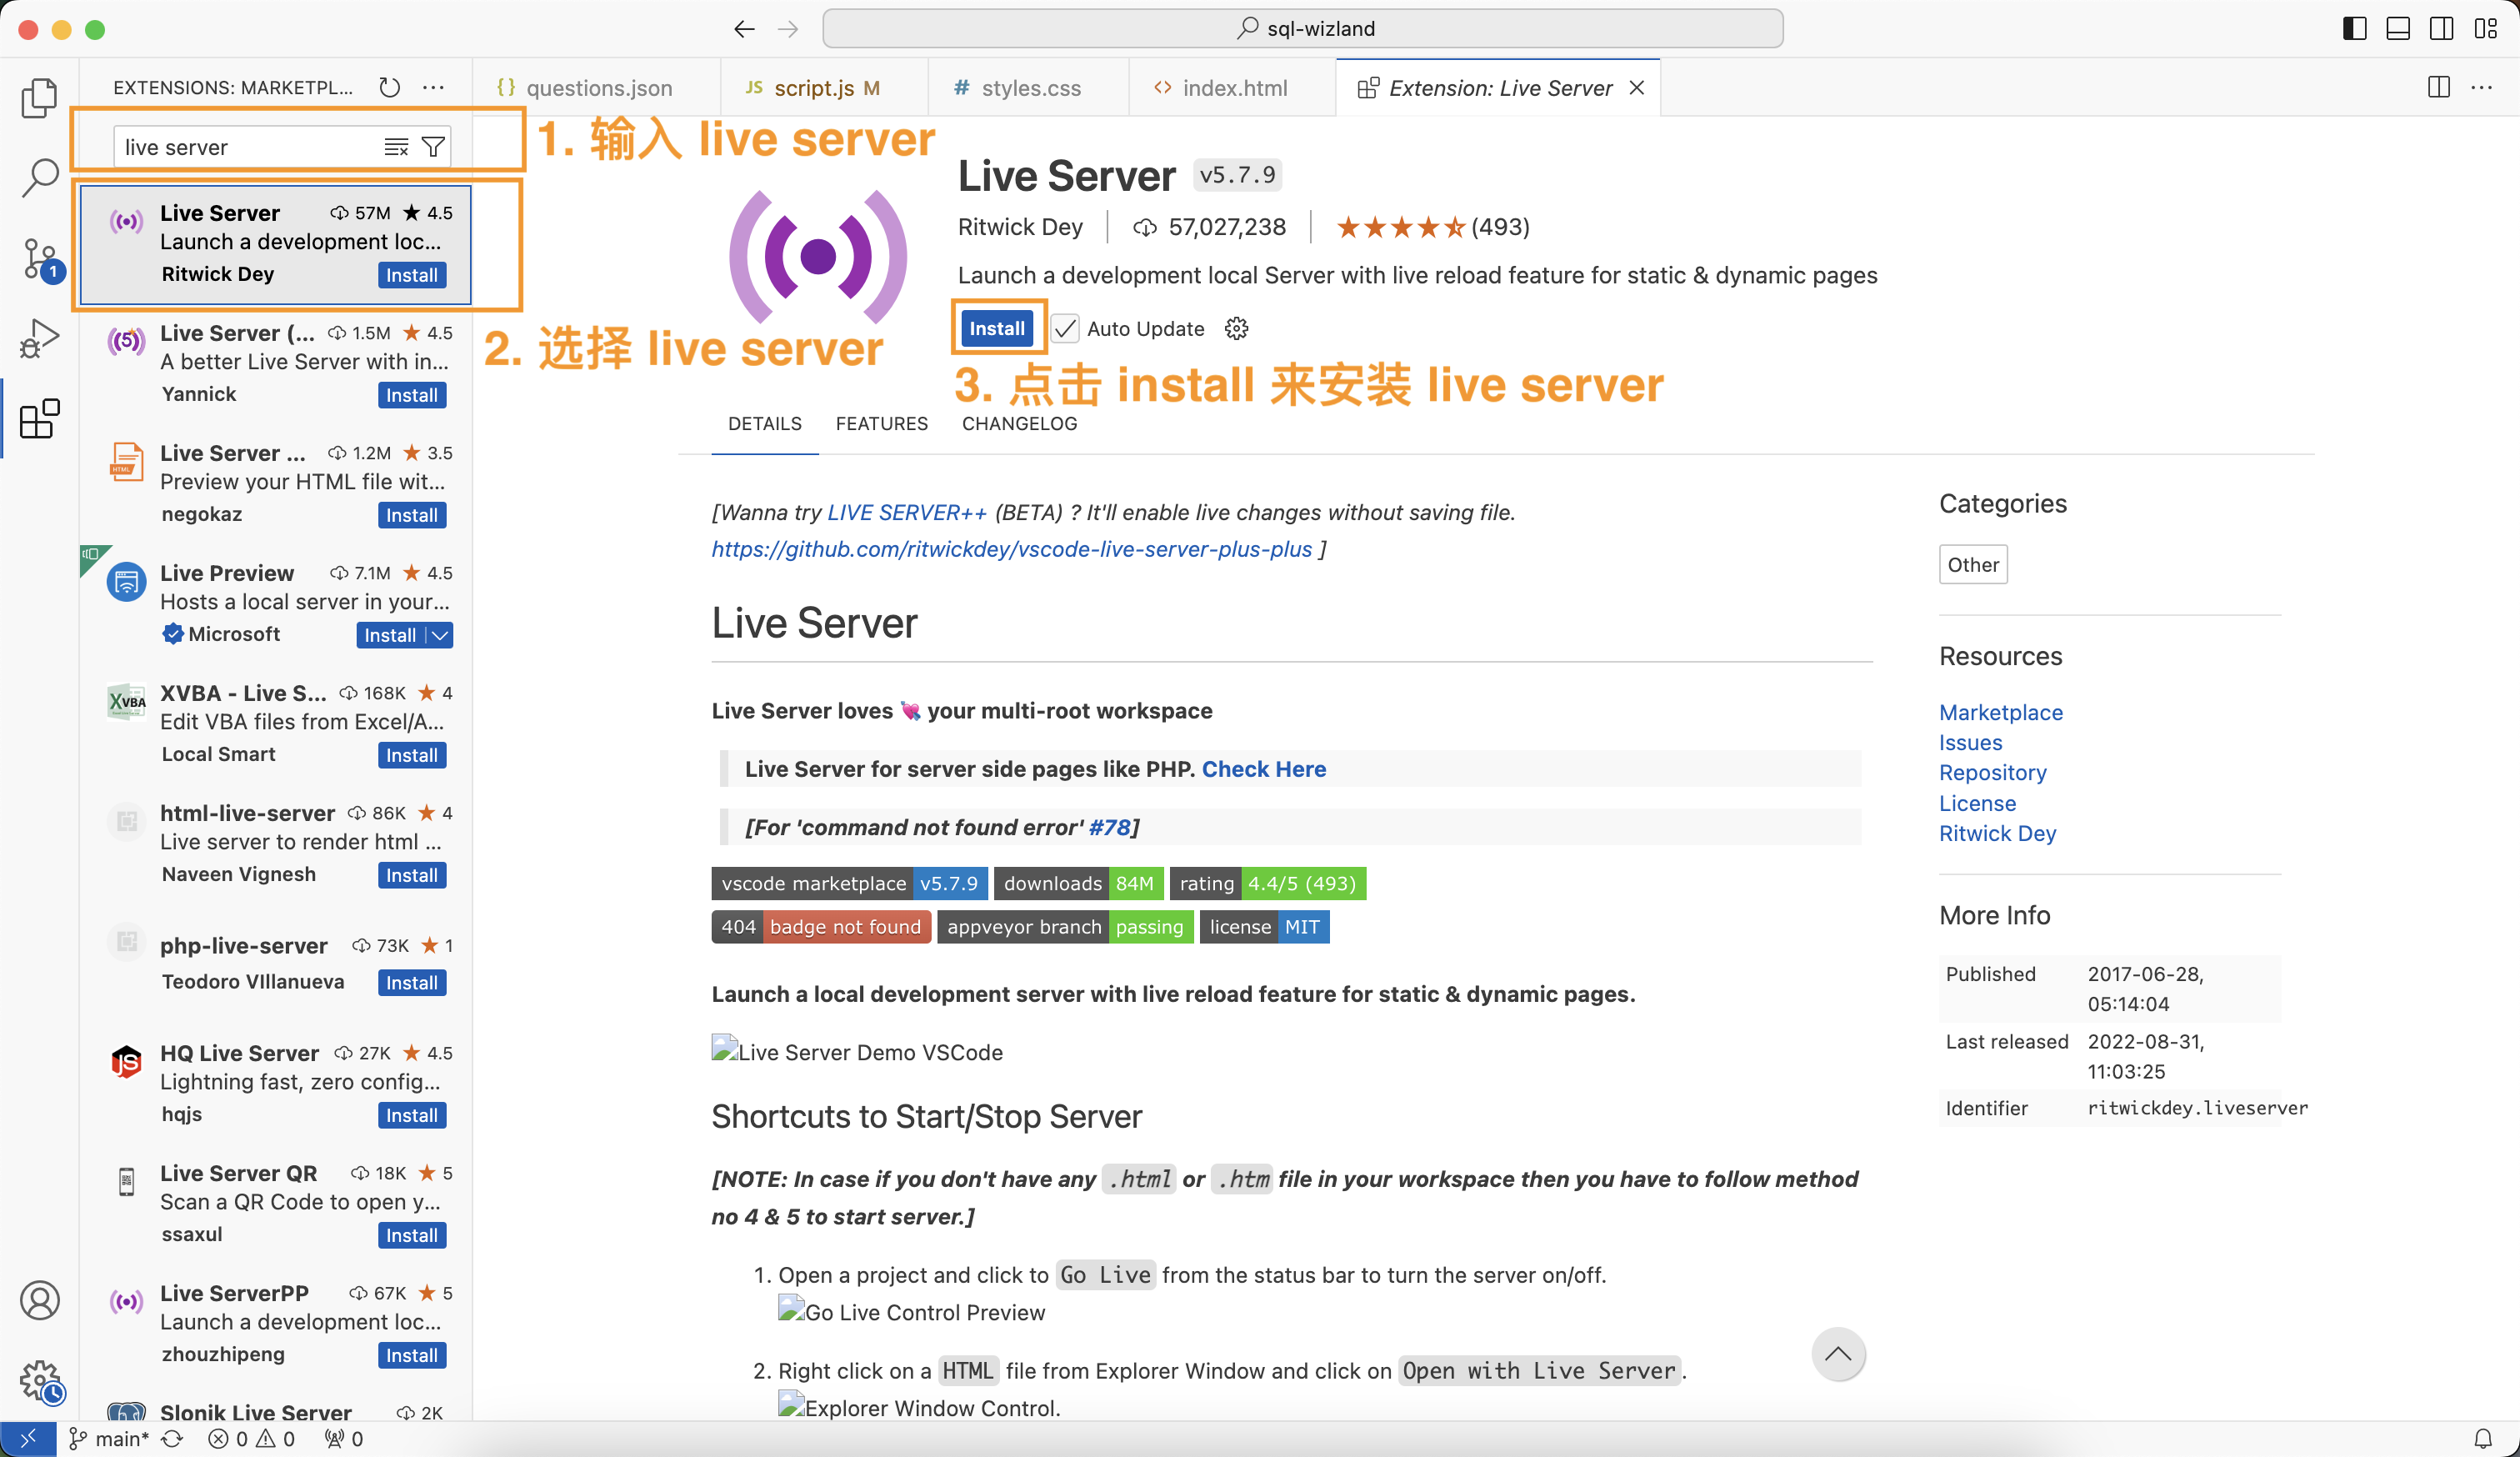 sql-wizland
EXTENSIONS: MARKETPL...
questions.json
JS script.js M
# styles.css
index.html
Extension: Live Server
live server
1. 输入 live server
Live Server 57M 4.5
Launch a development loc...
Ritwick Dey Install
Live Server (... 1.5M 4.5
A better Live Server with in...
Yannick Install
Live Server ... 1.2M 3.5
Preview your HTML file wit...
negokaz Install
Live Preview 7.1M 4.5
Hosts a local server in your...
Microsoft Install
XVBA - Live S... 168K 4
Edit VBA files from Excel/A...
Local Smart Install
html-live-server 86K 4
Live server to render html ...
Naveen Vignesh Install
php-live-server 73K 1
Teodoro VIllanueva Install
HQ Live Server 27K 4.5
Lightning fast, zero config...
hqjs Install
Live Server QR 18K 5
Scan a QR Code to open y...
ssaxul Install
Live ServerPP 67K 5
Launch a development loc...
zhouzhipeng Install
Slonik Live Server 2K
1
2. 选择 live server
Live Server v5.7.9
Ritwick Dey 57,027,238 (493)
Launch a development local Server with live reload feature for static & dynamic pages
Install Auto Update
3. 点击 install 来安装 live server
DETAILS FEATURES CHANGELOG
[Wanna try LIVE SERVER++ (BETA) ? It'll enable live changes without saving file.
https://github.com/ritwickdey/vscode-live-server-plus-plus ]
Live Server
Live Server loves 💘 your multi-root workspace
Live Server for server side pages like PHP. Check Here
[For 'command not found error' #78]
vscode marketplace v5.7.9 downloads 84M rating 4.4/5 (493)
404 badge not found appveyor branch passing license MIT
Launch a local development server with live reload feature for static & dynamic pages.
Live Server Demo VSCode
Shortcuts to Start/Stop Server
[NOTE: In case if you don't have any .html or .htm file in your workspace then you have to follow method
no 4 & 5 to start server.]
1. Open a project and click to Go Live from the status bar to turn the server on/off.
Go Live Control Preview
2. Right click on a HTML file from Explorer Window and click on Open with Live Server.
Explorer Window Control.
Categories
Other
Resources
Marketplace
Issues
Repository
License
Ritwick Dey
More Info
Published 2017-06-28,
05:14:04
Last released 2022-08-31,
11:03:25
Identifier ritwickdey.liveserver
main* 0 0 0